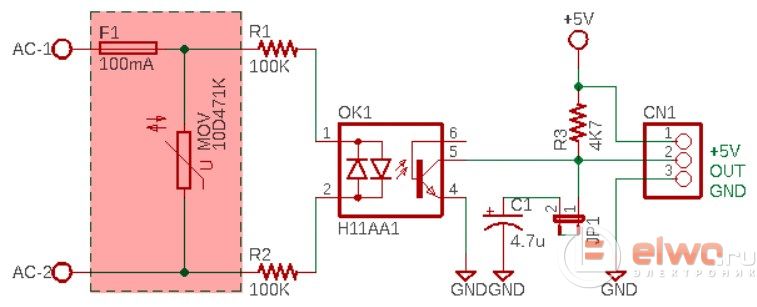 AC-1
F1
100mA
MOV
10D471K
U
R1
100K
OK1
1
2
6
5
4
H11AA1
+5V
R3
4K7
CN1
1
2
3
+5V
OUT
GND
C1
+
4.7u
2
1
JP1
AC-2
R2
100K
GND
GND
GND
elwo.ru
ЭЛЕКТРОНИК